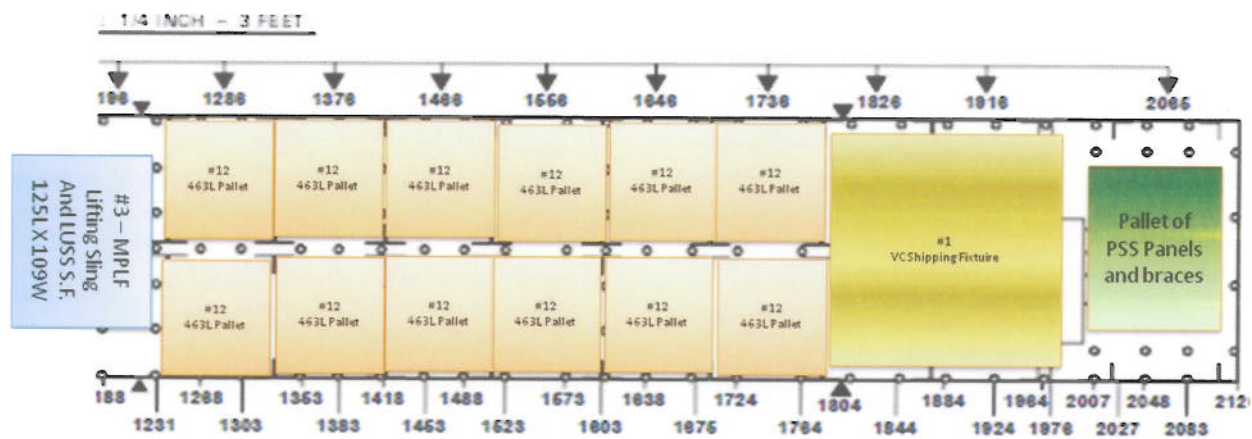 1/4 INCH – 3 FEET
196 1286 1376 1466 1556 1646 1736 1826 1916 2065
#3 – MPLF
Lifting Sling
And LUSS S.F.
125L X 109W
#12
463L Pallet
#12
463L Pallet
#12
463L Pallet
#12
463L Pallet
#12
463L Pallet
#12
463L Pallet
#12
463L Pallet
#12
463L Pallet
#12
463L Pallet
#12
463L Pallet
#12
463L Pallet
#12
463L Pallet
#1
VC Shipping Fixtuire
Pallet of
PSS Panels
and braces
188 1268 1353 1418 1488 1573 1638 1724 1804 1884 1964 2007 2048 212
1231 1303 1383 1453 1523 1603 1675 1764 1844 1924 1976 2027 2083